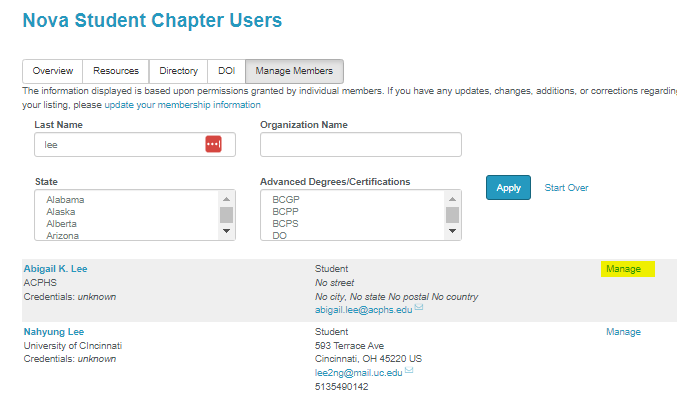 Nova Student Chapter Users
Overview Resources Directory DOI Manage Members
The information displayed is based upon permissions granted by individual members. If you have any updates, changes, additions, or corrections regardin
your listing, please update your membership information
Last Name Organization Name
lee
State Advanced Degrees/Certifications
Alabama BCGP
Alaska BCPP
Alberta BCPS
Arizona DO
Apply Start Over
Abigail K. Lee Student Manage
ACPHS No street
Credentials: unknown No city, No state No postal No country
abigail.lee@acphs.edu
Nahyung Lee Student Manage
University of CIncinnati 593 Terrace Ave
Credentials: unknown Cincinnati, OH 45220 US
lee2ng@mail.uc.edu
5135490142